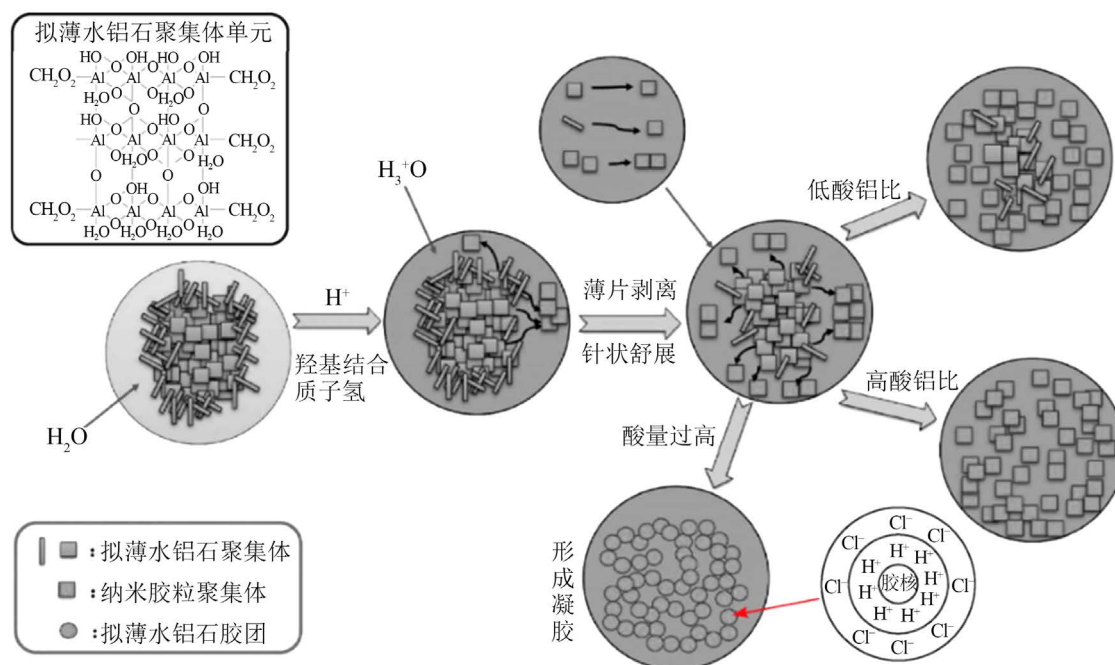 拟薄水铝石聚集体单元
HO OH HO OH
O O O
CH₂O₂ Al Al Al Al CH₂O₂
O O O
H₂O H₂O
O O
HO HO
O O O
Al Al Al Al CH₂O₂
O O O
H₂O H₂O
O O
OH OH
O O O
CH₂O₂ Al Al Al Al CH₂O₂
O O O
H₂O H₂O H₂O H₂O
H₃⁺O
低酸铝比
H⁺
羟基结合
质子氢
薄片剥离
针状舒展
H₂O
酸量过高
高酸铝比
形成凝胶
:拟薄水铝石聚集体
:纳米胶粒聚集体
:拟薄水铝石胶团
Cl⁻ Cl⁻ Cl⁻ Cl⁻ Cl⁻ Cl⁻ Cl⁻ Cl⁻
H⁺ H⁺ H⁺ H⁺ H⁺ H⁺ H⁺ H⁺
胶核